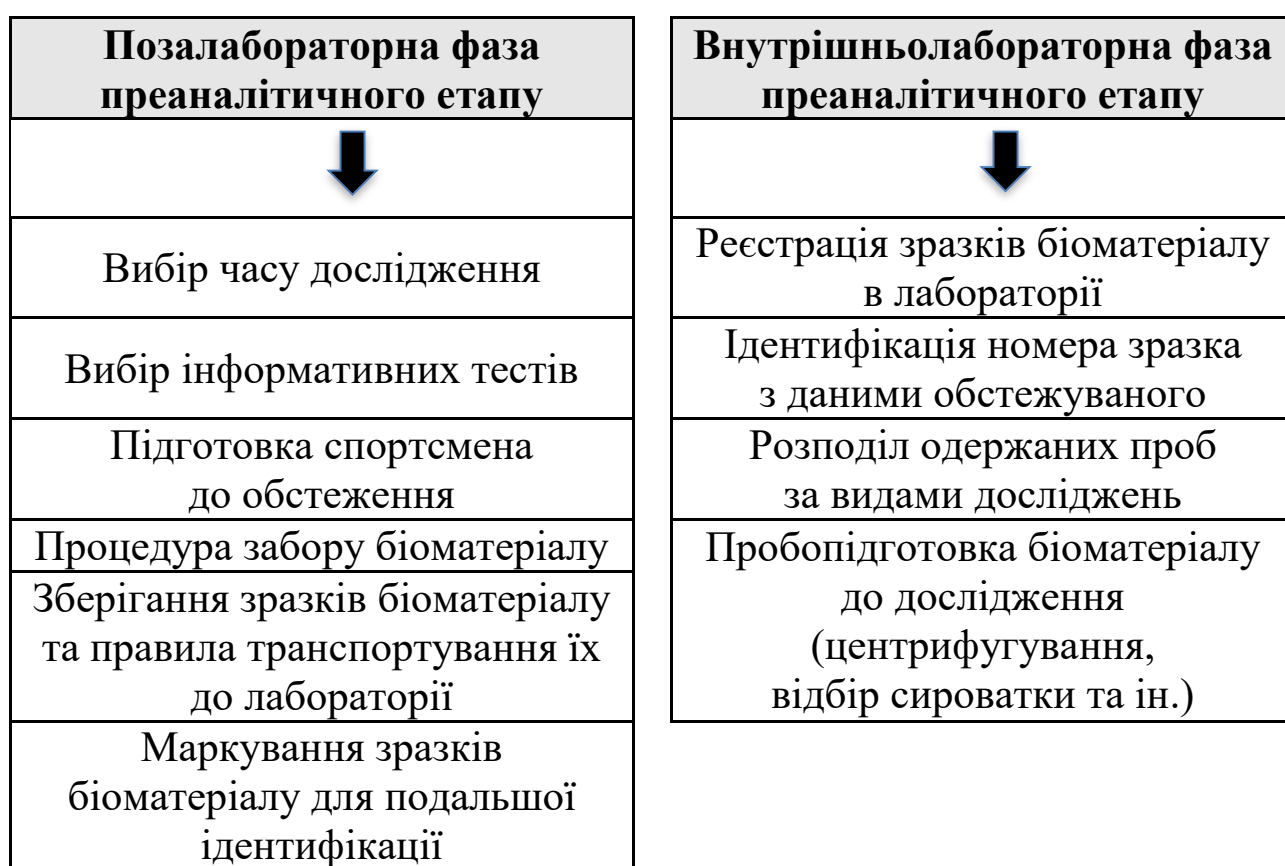 Позалабораторна фаза
преаналітичного етапу
Вибір часу дослідження
Вибір інформативних тестів
Підготовка спортсмена
до обстеження
Процедура забору біоматеріалу
Зберігання зразків біоматеріалу
та правила транспортування їх
до лабораторії
Маркування зразків
біоматеріалу для подальшої
ідентифікації
Внутрішньолабораторна фаза
преаналітичного етапу
Реєстрація зразків біоматеріалу
в лабораторії
Ідентифікація номера зразка
з даними обстежуваного
Розподіл одержаних проб
за видами досліджень
Пробопідготовка біоматеріалу
до дослідження
(центрифугування,
відбір сироватки та ін.)